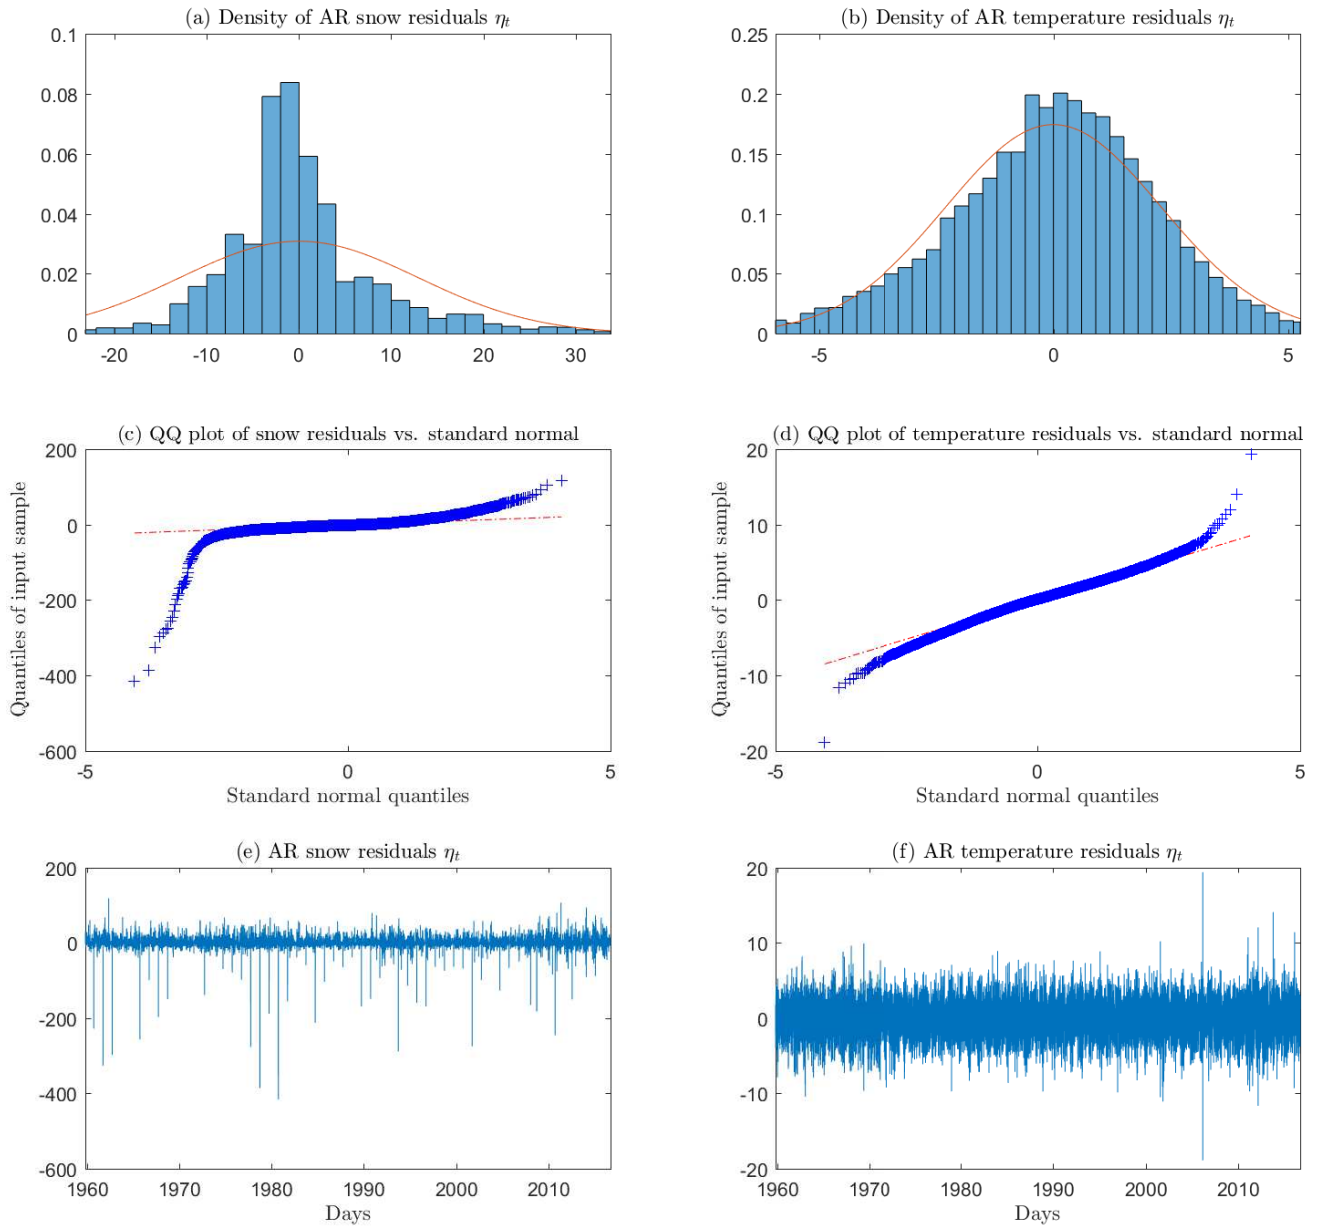 (a) Density of AR snow residuals ηt
0.1
0.08
0.06
0.04
0.02
0
-20 -10 0 10 20 30
(b) Density of AR temperature residuals ηt
0.25
0.2
0.15
0.1
0.05
0
-5 0 5
(c) QQ plot of snow residuals vs. standard normal
Quantiles of input sample
200
0
-200
-400
-600
-5 0 5
Standard normal quantiles
(d) QQ plot of temperature residuals vs. standard normal
Quantiles of input sample
20
10
0
-10
-20
-5 0 5
Standard normal quantiles
(e) AR snow residuals ηt
200
0
-200
-400
-600
1960 1970 1980 1990 2000 2010
Days
(f) AR temperature residuals ηt
20
10
0
-10
-20
1960 1970 1980 1990 2000 2010
Days